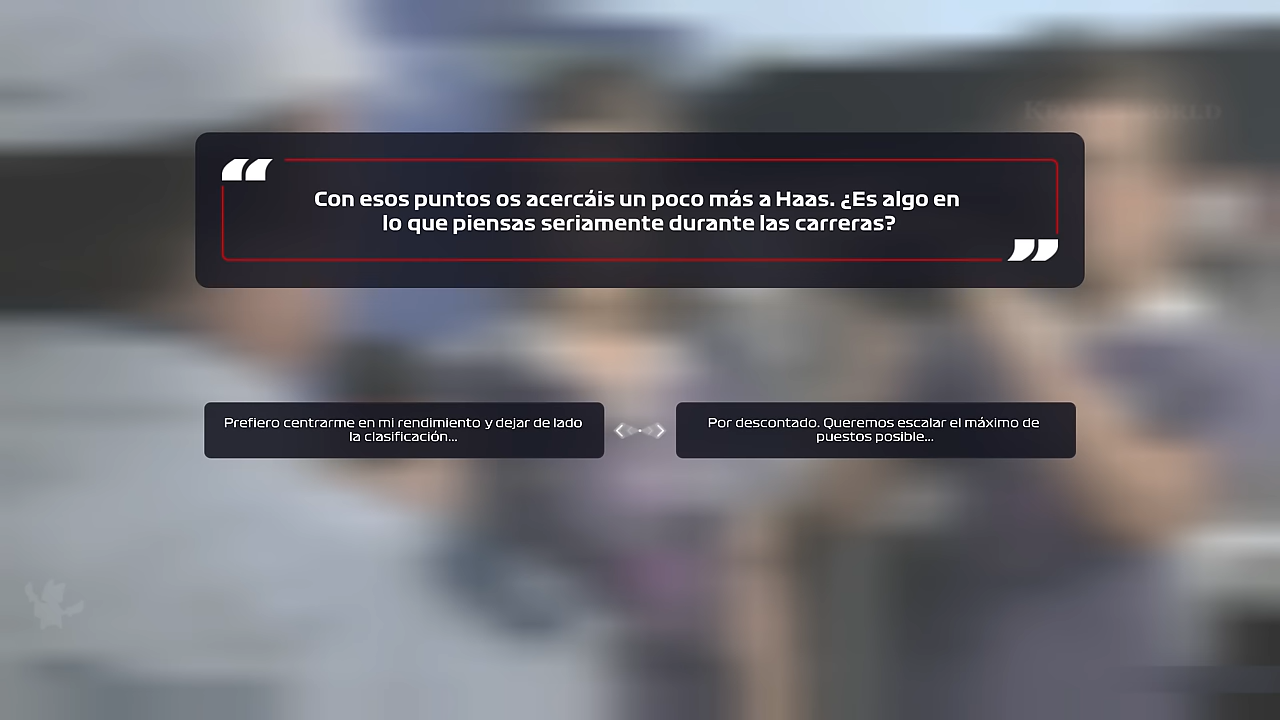 Con esos puntos os acercáis un poco más a Haas. ¿Es algo en
lo que piensas seriamente durante las carreras?
Prefiero centrarme en mi rendimiento y dejar de lado
la clasificación...
Por descontado. Queremos escalar el máximo de
puestos posible...